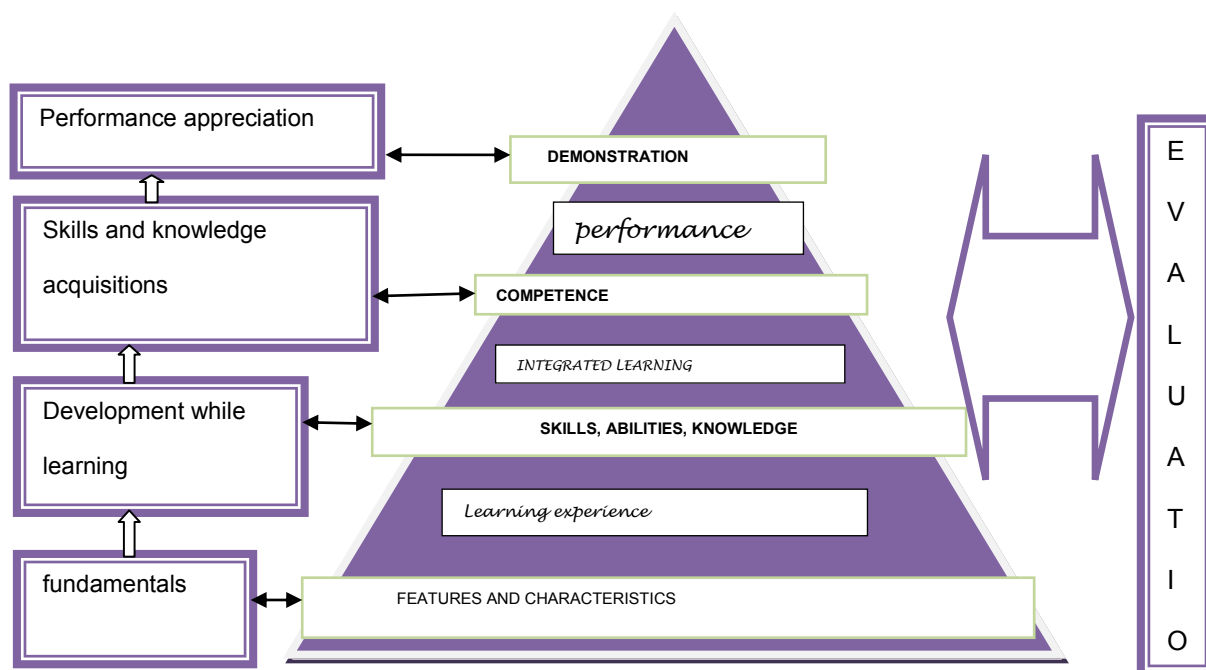 Performance appreciation
DEMONSTRATION
performance
Skills and knowledge
acquisitions
COMPETENCE
INTEGRATED LEARNING
Development while
learning
SKILLS, ABILITIES, KNOWLEDGE
Learning experience
fundamentals
FEATURES AND CHARACTERISTICS
E
V
A
L
U
A
T
I
O